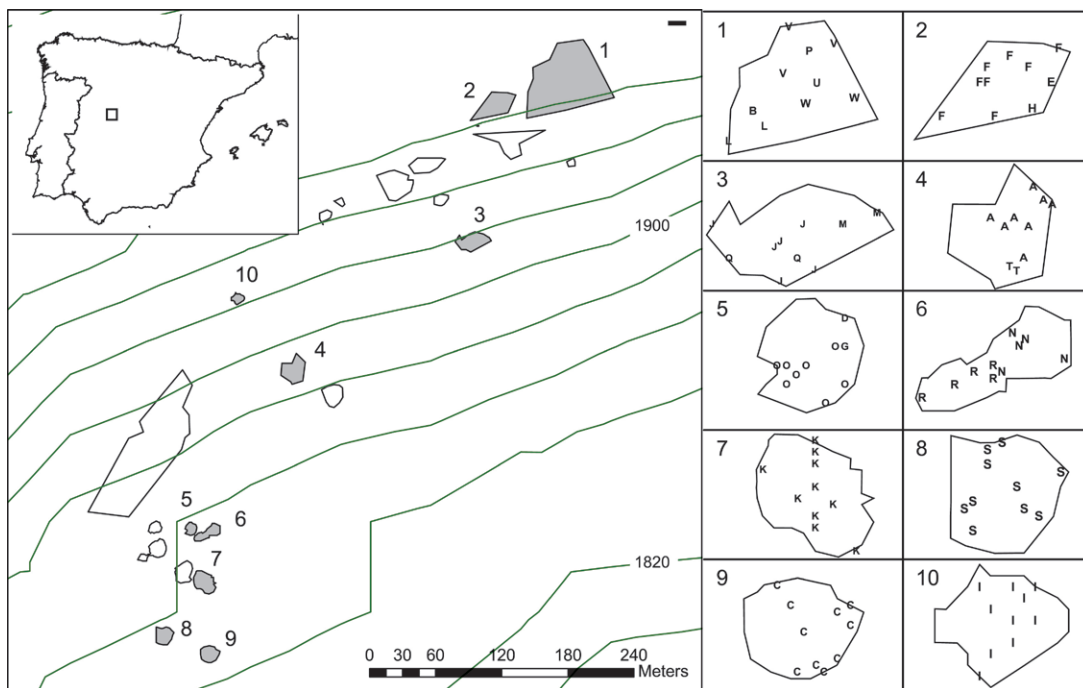 1
2
3
1900
10
4
5
6
7
1820
8
9
0 30 60 120 180 240
Meters
1
V
V
P
V
U
W W
B
L
L
2
F
F
F F
FF E
H
F F
3
M
J J M
J J
Q Q
J
J
4
A
A A
A A
A A
A
T T
5
D
O G
O O O
O
O O
O
6
N
N
N
N
R
R N
R
R
R
7
K
K
K
K
K K
K
K
K
8
S
S
S
S
S
S
S S
S
S
9
C
C C
C
C
C
C
C
C C
10
I I I
I
I
I I
I
I
I